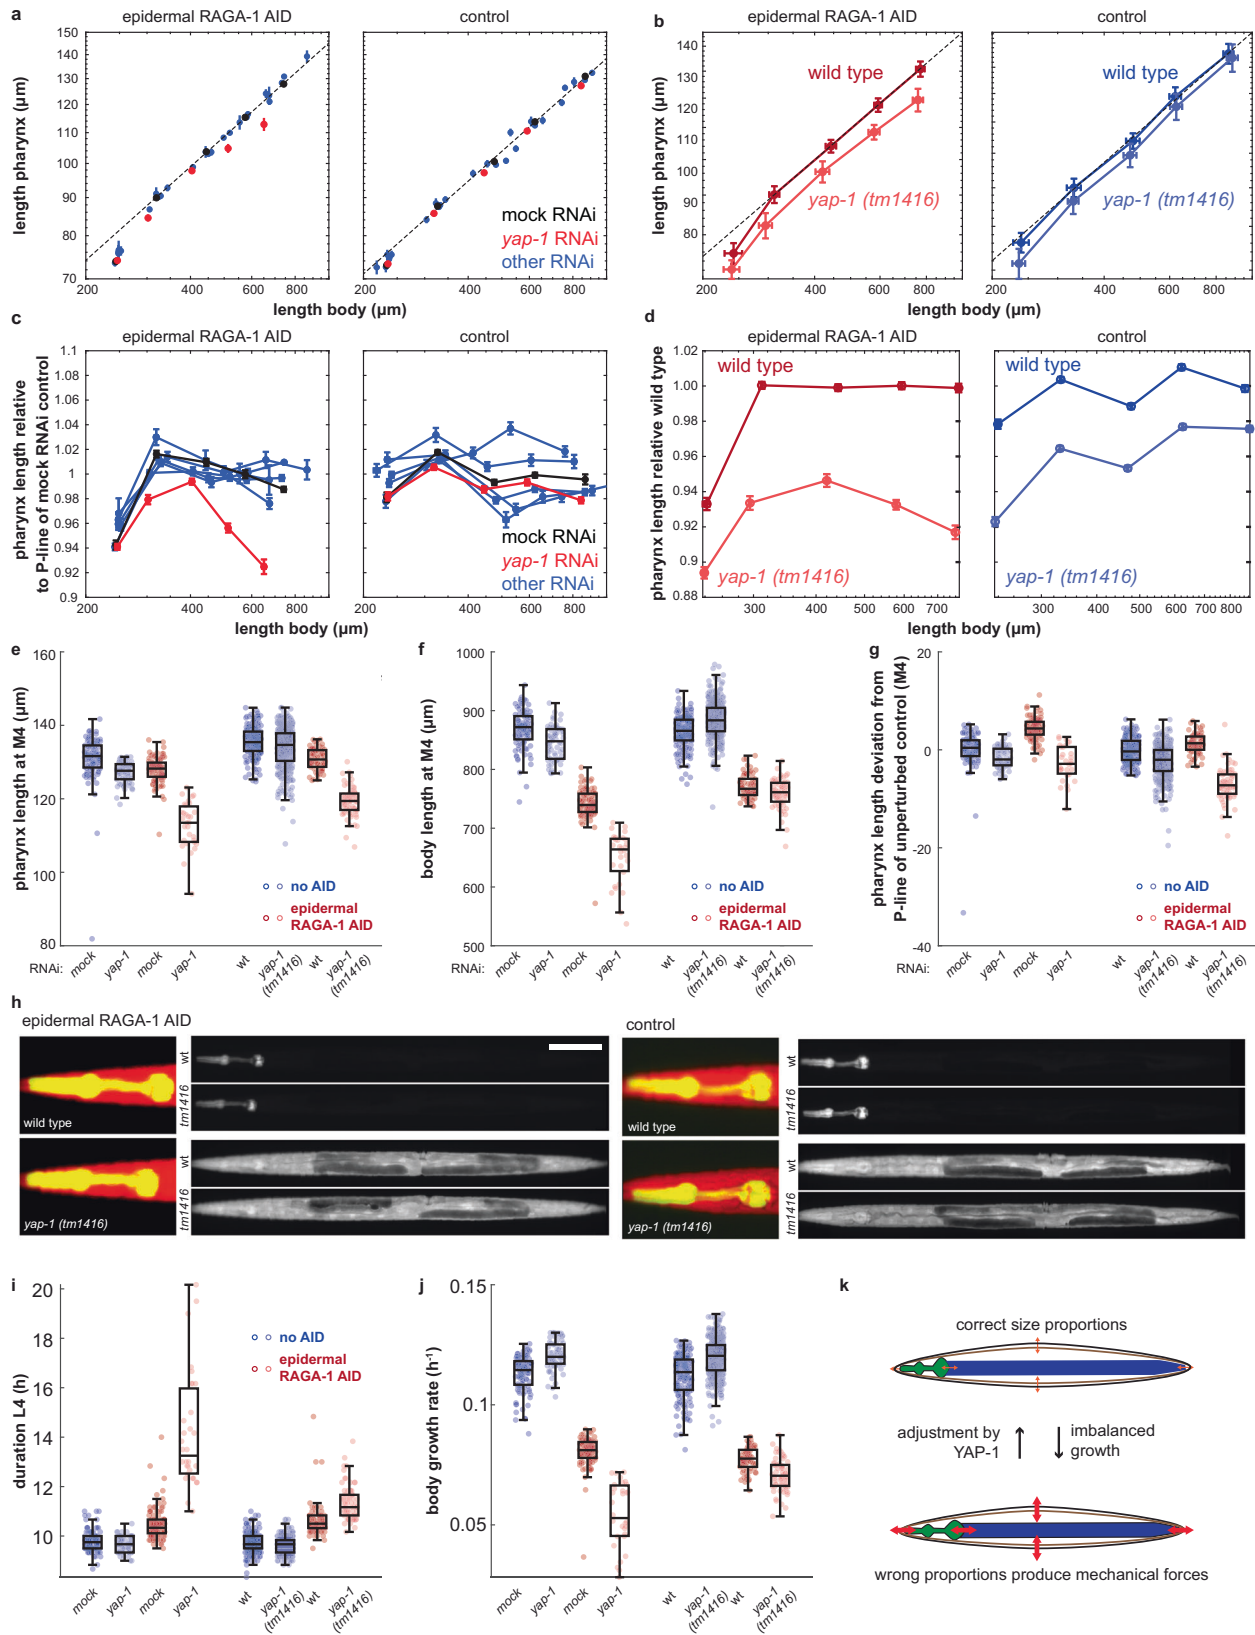 a
epidermal RAGA-1 AID
control
length pharynx (µm)
150
140
130
120
110
100
90
80
70
200
400
600
800
200
400
600
800
length body (µm)
mock RNAi
yap-1 RNAi
other RNAi
b
epidermal RAGA-1 AID
control
length pharynx (µm)
140
130
120
110
100
90
80
wild type
yap-1 (tm1416)
wild type
yap-1 (tm1416)
200
400
600
800
200
400
600
800
length body (µm)
c
epidermal RAGA-1 AID
control
pharynx length relative
to P-line of mock RNAi control
1.1
1.08
1.06
1.04
1.02
1
0.98
0.96
0.94
0.92
0.9
mock RNAi
yap-1 RNAi
other RNAi
200
400
600
800
200
400
600
800
length body (µm)
d
epidermal RAGA-1 AID
control
pharynx length relative wild type
1.02
1.00
0.98
0.96
0.94
0.92
0.9
0.88
wild type
yap-1 (tm1416)
wild type
yap-1 (tm1416)
300
400
500
600
700
300
400
500
600
700 800
length body (µm)
e
pharynx length at M4 (µm)
160
140
120
100
80
no AID
epidermal
RAGA-1 AID
RNAi:
mock
yap-1
mock
yap-1
wt
yap-1
(tm1416)
wt
yap-1
(tm1416)
f
body length at M4 (µm)
1000
900
800
700
600
500
no AID
epidermal
RAGA-1 AID
RNAi:
mock
yap-1
mock
yap-1
wt
yap-1
(tm1416)
wt
yap-1
(tm1416)
g
pharynx length deviation from
P-line of unperturbed control (M4)
20
0
-20
-40
no AID
epidermal
RAGA-1 AID
RNAi:
mock
yap-1
mock
yap-1
wt
yap-1
(tm1416)
wt
yap-1
(tm1416)
h
epidermal RAGA-1 AID
control
wild type
wt
tm1416
wild type
wt
tm1416
yap-1 (tm1416)
wt
tm1416
yap-1 (tm1416)
wt
tm1416
i
duration L4 (h)
20
18
16
14
12
10
no AID
epidermal
RAGA-1 AID
mock
yap-1
mock
yap-1
wt
yap-1
(tm1416)
wt
yap-1
(tm1416)
j
body growth rate (h⁻¹)
0.15
0.1
0.05
mock
yap-1
mock
yap-1
wt
yap-1
(tm1416)
wt
yap-1
(tm1416)
k
correct size proportions
adjustment by
YAP-1
imbalanced
growth
wrong proportions produce mechanical forces